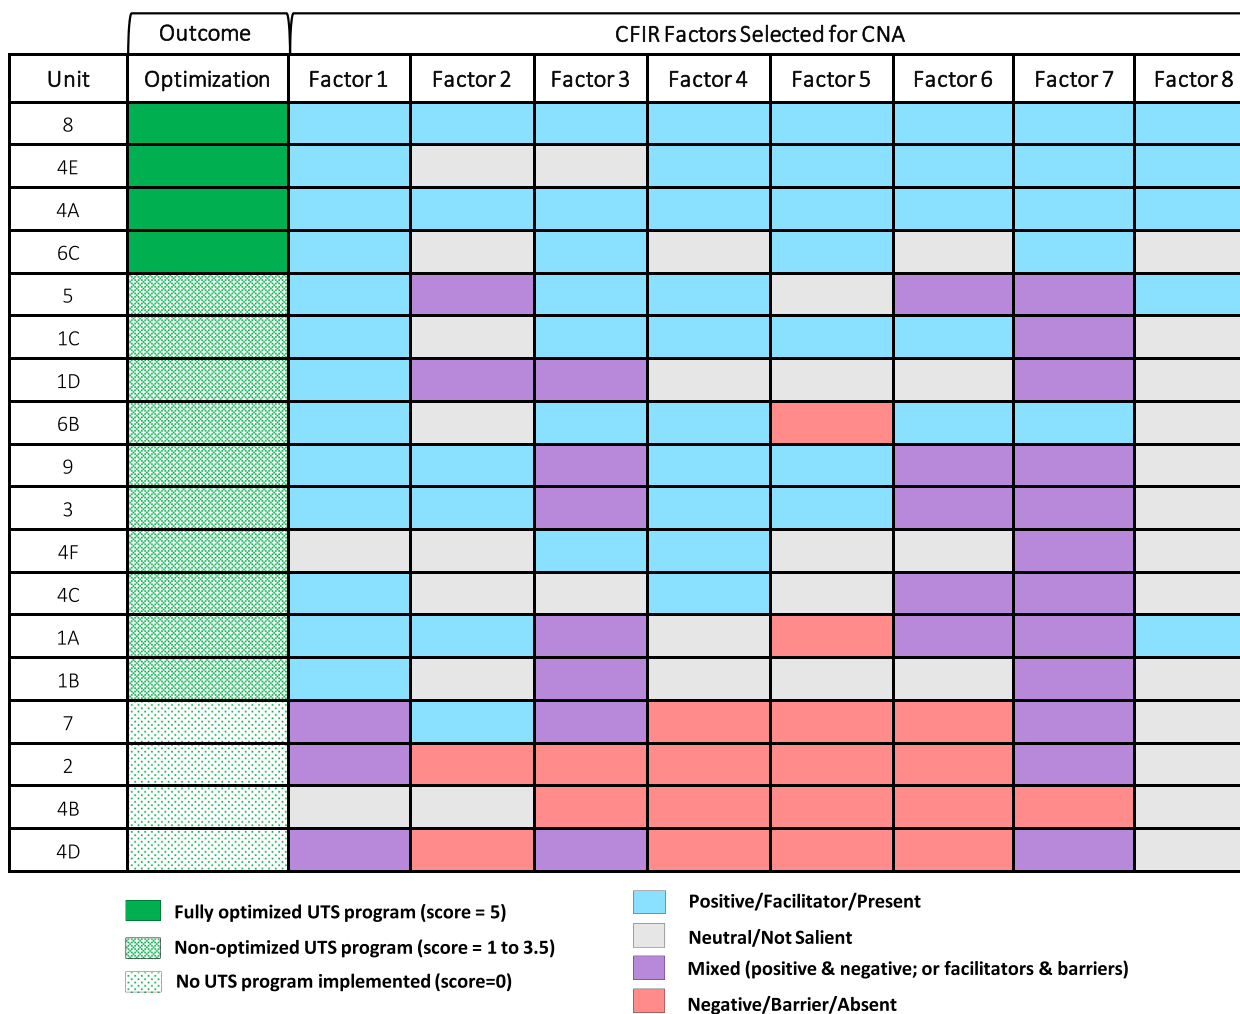 Outcome CFIR Factors Selected for CNA
Unit Optimization Factor 1 Factor 2 Factor 3 Factor 4 Factor 5 Factor 6 Factor 7 Factor 8
8
4E
4A
6C
5
1C
1D
6B
9
3
4F
4C
1A
1B
7
2
4B
4D
Fully optimized UTS program (score = 5)
Non-optimized UTS program (score = 1 to 3.5)
No UTS program implemented (score=0)
Positive/Facilitator/Present
Neutral/Not Salient
Mixed (positive & negative; or facilitators & barriers)
Negative/Barrier/Absent